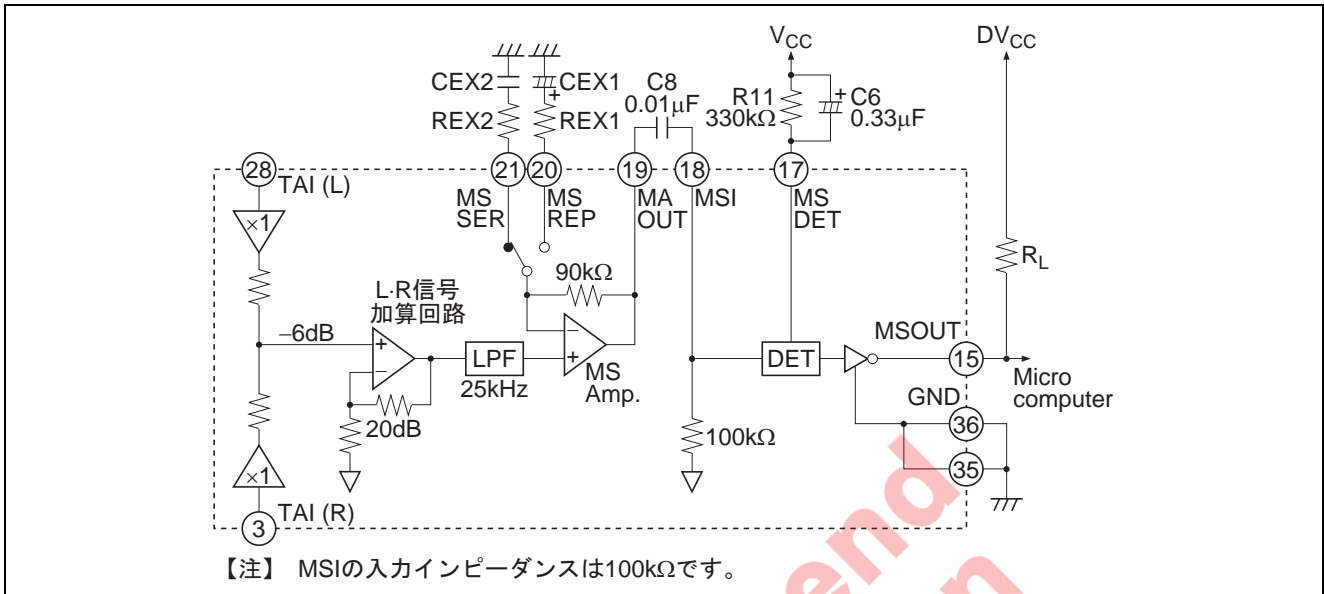 VCC
DVCC
CEX2
CEX1
+
C8
0.01μF
R11
330kΩ
+
C6
0.33μF
REX2
REX1
28
TAI (L)
21
20
19
18
17
MS
SER
MS
REP
MA
OUT
MSI
MS
DET
×1
RL
90kΩ
L·R信号
加算回路
−6dB
+
−
LPF
25kHz
−
+
MS
Amp.
DET
MSOUT
15
Micro
computer
20dB
100kΩ
GND
36
35
×1
TAI (R)
3
【注】 MSIの入力インピーダンスは100kΩです。